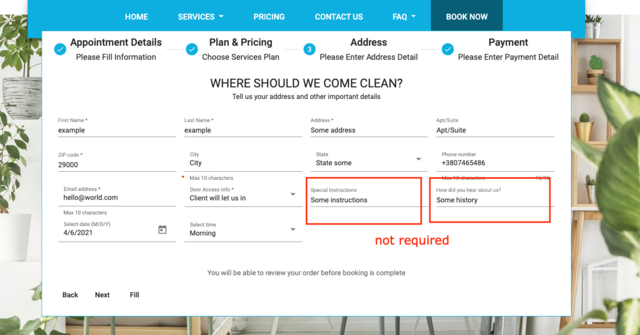 HOME SERVICES PRICING CONTACT US FAQ BOOK NOW
Appointment Details Plan & Pricing Address Payment
Please Fill Information Choose Services Plan 3 Please Enter Address Detail Please Enter Payment Detail
WHERE SHOULD WE COME CLEAN?
Tell us your address and other important details
First Name * Last Name * Address * Apt/Suite
example example Some address Apt/Suite
ZIP code * City State Phone number
29000 City State some +3807465486
* Max 10 characters Max 10 characters 10/10
Email address * Door Access Info * Special Instructions How did you hear about us?
hello@world.com Client will let us in Some instructions Some history
Max 10 characters
Select date (M/D/Y) Select time
4/6/2021 Morning
not required
You will be able to review your order before booking is complete
Back Next Fill